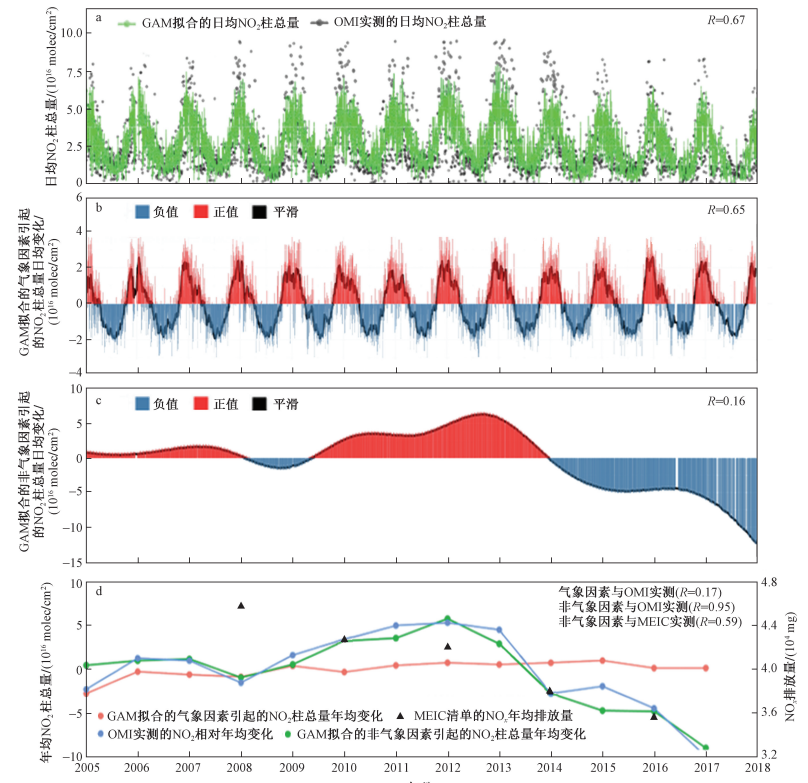 a
GAM拟合的日均NO₂柱总量
OMI实测的日均NO₂柱总量
R=0.67
日均NO₂柱总量/(10¹⁶ molec/cm²)
10.0
7.5
5.0
2.5
0
b
负值
正值
平滑
R=0.65
GAM拟合的气象因素引起
的NO₂柱总量日均变化/
(10¹⁶ molec/cm²)
6
4
2
0
−2
−4
c
负值
正值
平滑
R=0.16
GAM拟合的非气象因素引起
的NO₂柱总量日均变化/
(10¹⁶ molec/cm²)
10
5
0
−5
−10
−15
d
气象因素与OMI实测(R=0.17)
非气象因素与OMI实测(R=0.95)
非气象因素与MEIC实测(R=0.59)
年均NO₂柱总量/(10¹⁶ molec/cm²)
10
5
0
−5
−10
4.8
4.4
4.0
3.6
3.2
NOₓ排放量/(10⁴ mg)
GAM拟合的气象因素引起的NO₂柱总量年均变化
MEIC清单的NOₓ年均排放量
OMI实测的NO₂相对年均变化
GAM拟合的非气象因素引起的NO₂柱总量年均变化
2005 2006 2007 2008 2009 2010 2011 2012 2013 2014 2015 2016 2017 2018